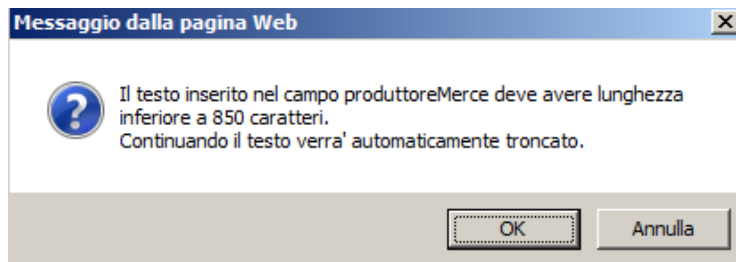 Messaggio dalla pagina Web
Il testo inserito nel campo produttoreMerce deve avere lunghezza
inferiore a 850 caratteri.
Continuando il testo verra' automaticamente troncato.
OK
Annulla